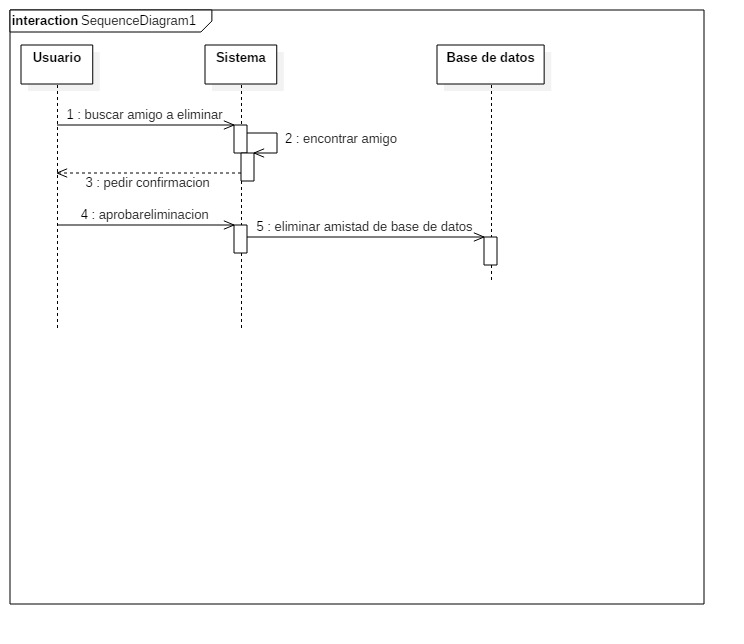 interaction SequenceDiagram1
Usuario
Sistema
Base de datos
1 : buscar amigo a eliminar
2 : encontrar amigo
3 : pedir confirmacion
4 : aprobareliminacion
5 : eliminar amistad de base de datos